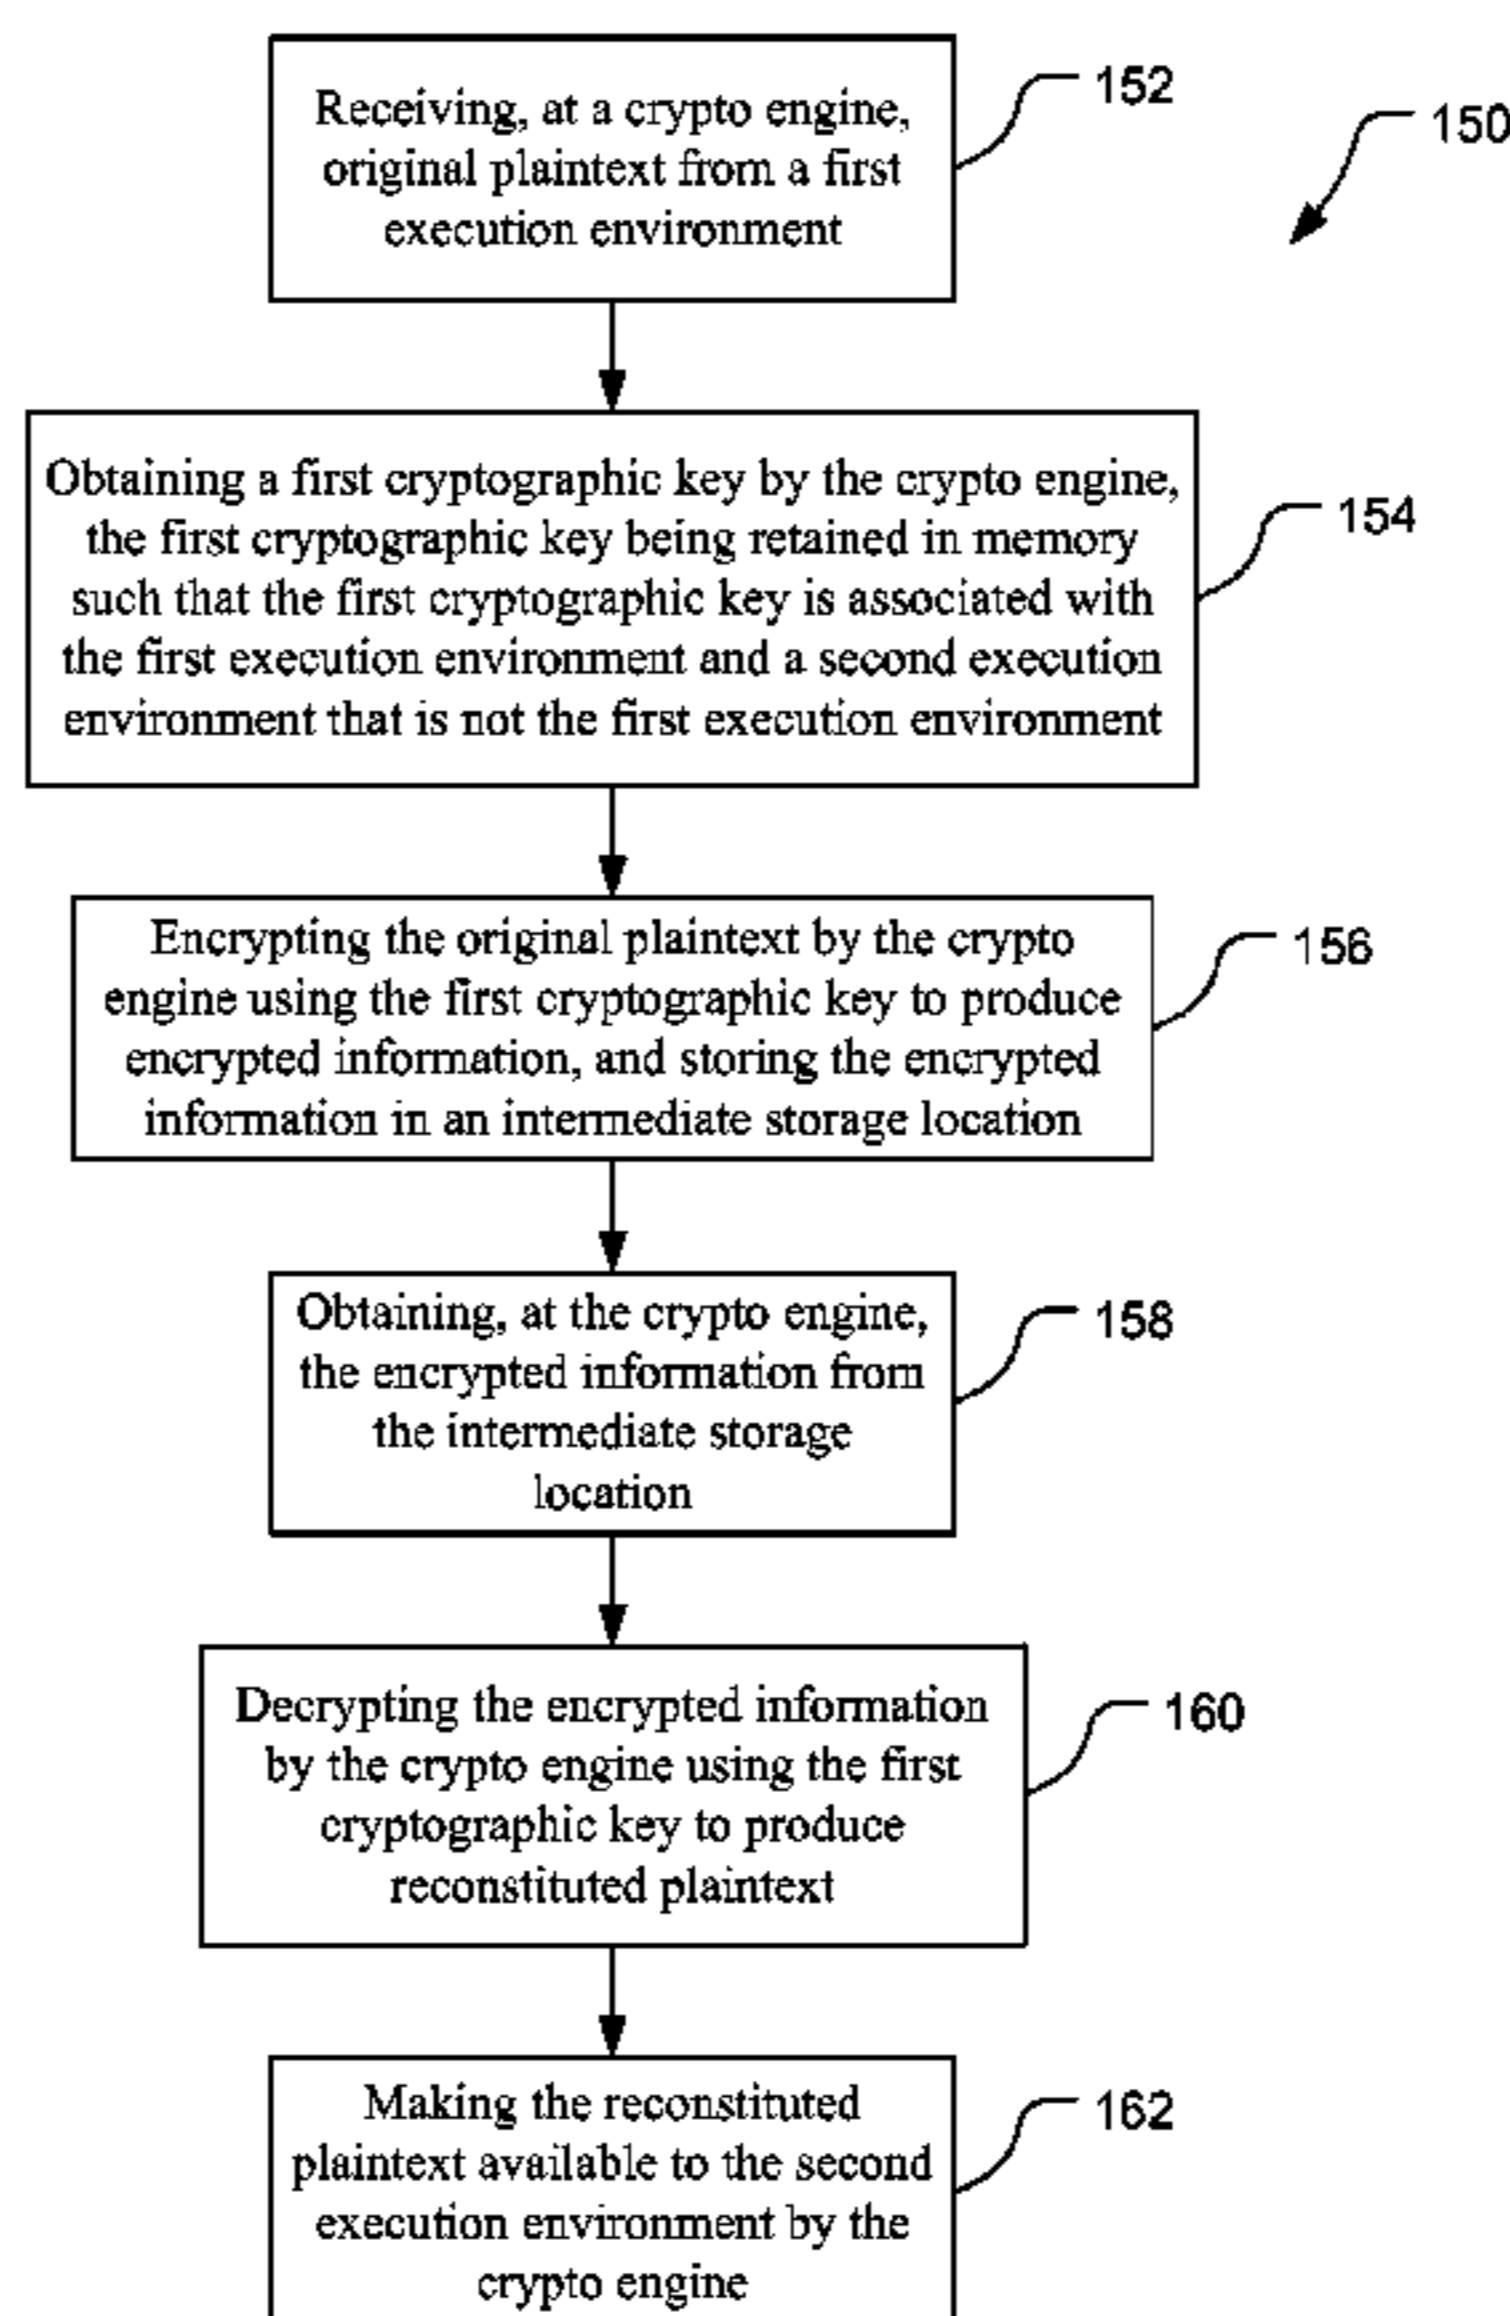 Receiving, at a crypto engine,
original plaintext from a first
execution environment
152
150
Obtaining a first cryptographic key by the crypto engine,
the first cryptographic key being retained in memory
such that the first cryptographic key is associated with
the first execution environment and a second execution
environment that is not the first execution environment
154
Encrypting the original plaintext by the crypto
engine using the first cryptographic key to produce
encrypted information, and storing the encrypted
information in an intermediate storage location
156
Obtaining, at the crypto engine,
the encrypted information from
the intermediate storage
location
158
Decrypting the encrypted information
by the crypto engine using the first
cryptographic key to produce
reconstituted plaintext
160
Making the reconstituted
plaintext available to the second
execution environment by the
crypto engine
162